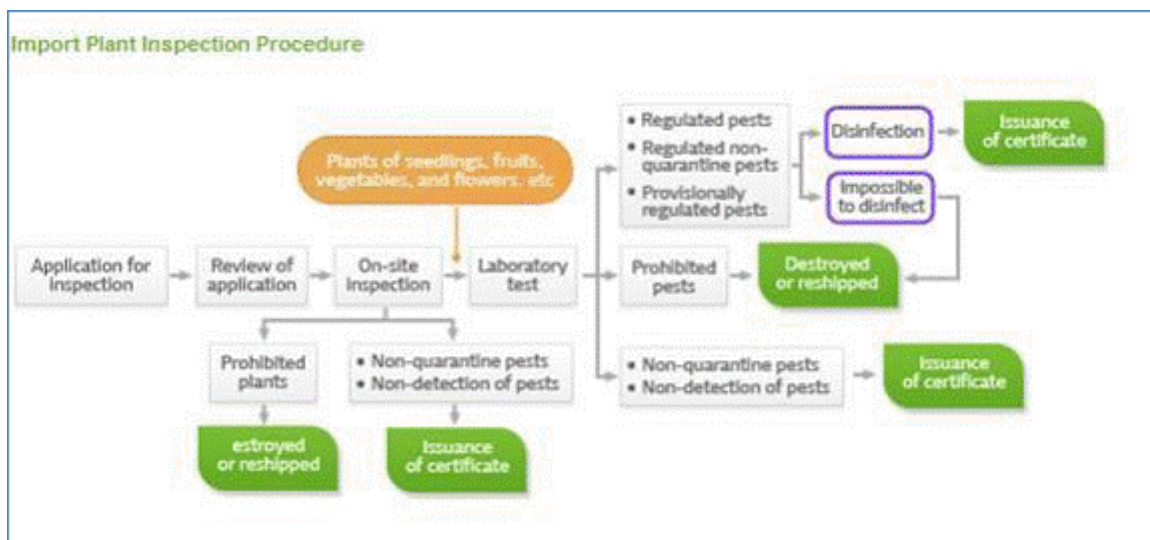 Import Plant Inspection Procedure
Plants of seedlings, fruits,
vegetables, and flowers. etc
• Regulated pests
• Regulated non-
quarantine pests
• Provisionally
regulated pests
Disinfection
Issuance
of certificate
Impossible
to disinfect
Application for
inspection
Review of
application
On-site
inspection
Laboratory
test
Prohibited
pests
Destroyed
or reshipped
Prohibited
plants
• Non-quarantine pests
• Non-detection of pests
• Non-quarantine pests
• Non-detection of pests
Issuance
of certificate
estroyed
or reshipped
Issuance
of certificate